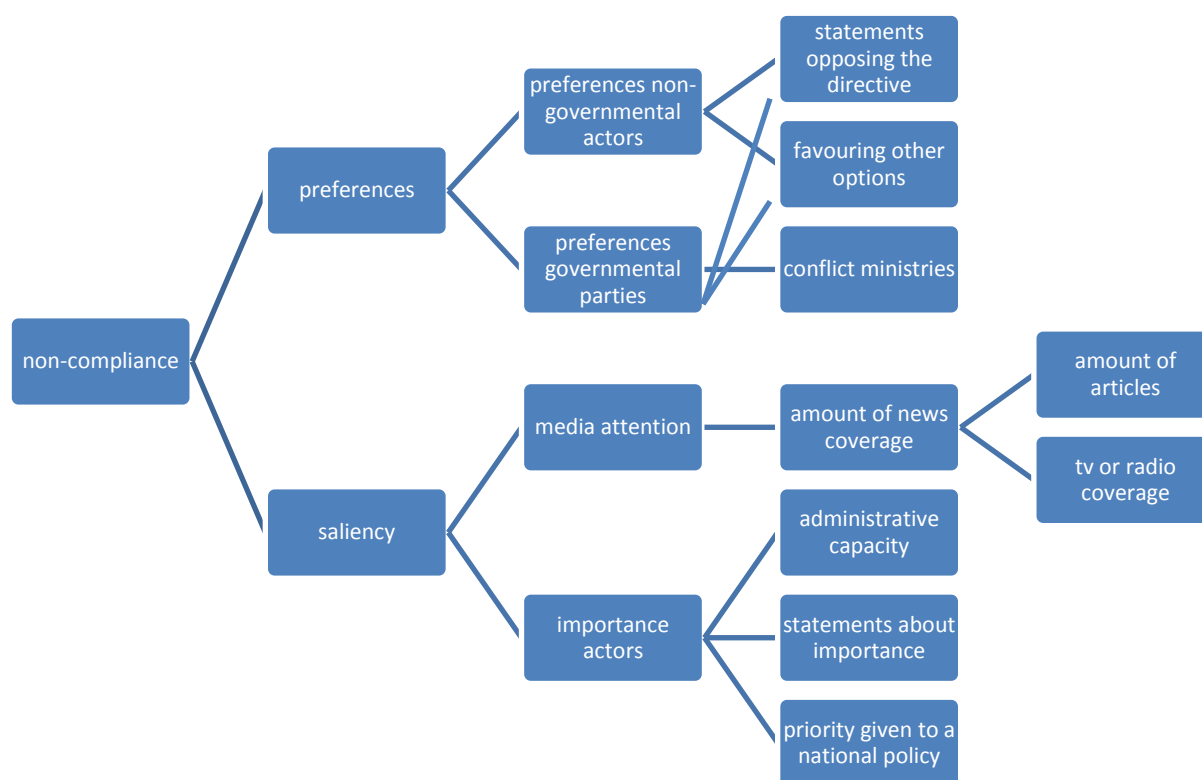 statements
opposing the
directive
preferences non-
governmental
actors
favouring other
options
preferences
preferences
governmental
parties
conflict ministries
non-compliance
amount of
articles
media attention
amount of news
coverage
tv or radio
coverage
saliency
administrative
capacity
importance
actors
statements about
importance
priority given to a
national policy